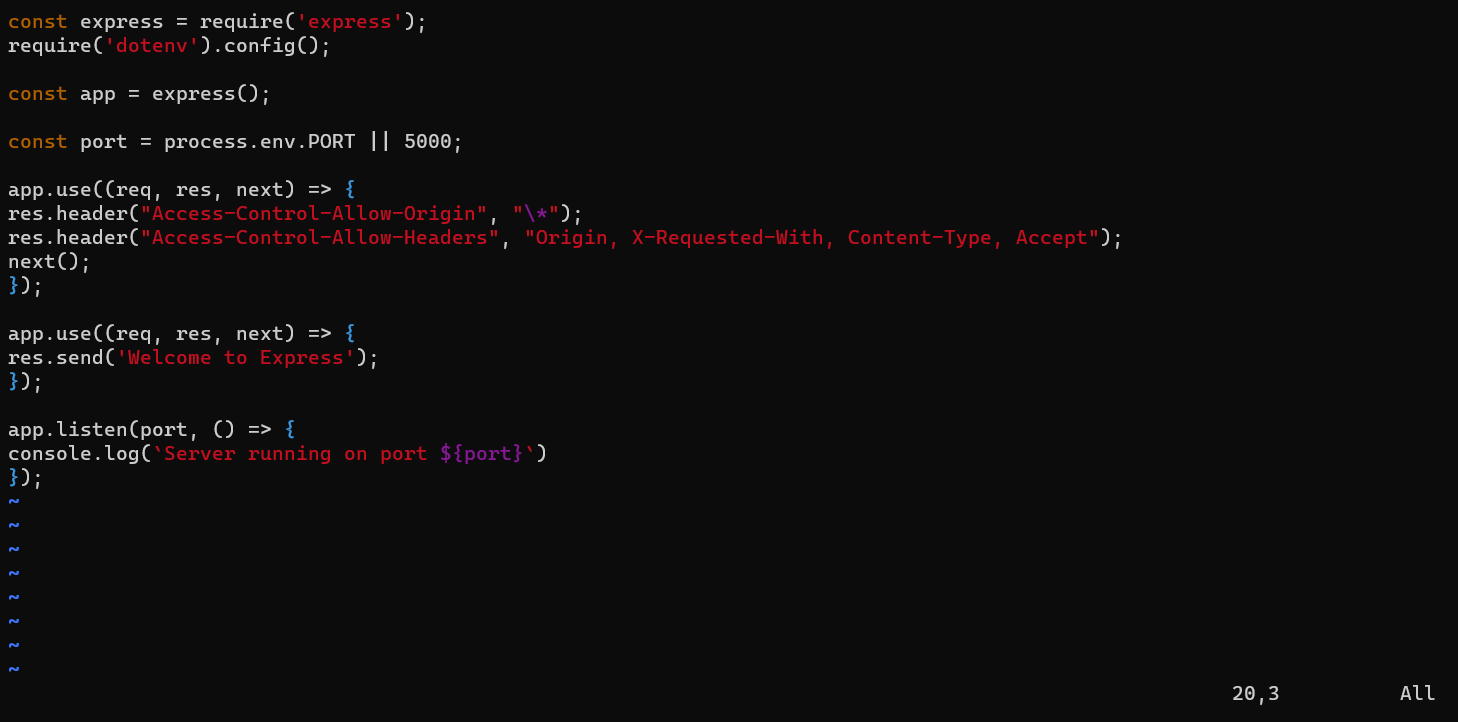 const express = require('express');
require('dotenv').config();
const app = express();
const port = process.env.PORT || 5000;
app.use((req, res, next) => {
res.header("Access-Control-Allow-Origin", "\*");
res.header("Access-Control-Allow-Headers", "Origin, X-Requested-With, Content-Type, Accept");
next();
});
app.use((req, res, next) => {
res.send('Welcome to Express');
});
app.listen(port, () => {
console.log(`Server running on port ${port}`)
});
~
~
~
~
~
~
~
~
20,3 All